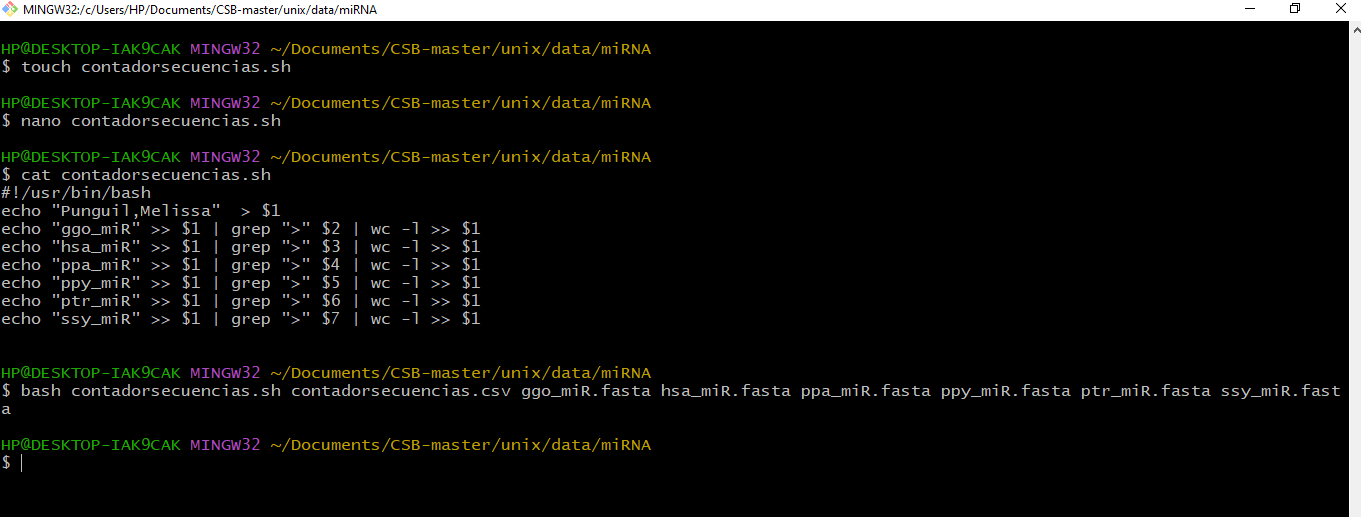 MINGW32:/c/Users/HP/Documents/CSB-master/unix/data/miRNA
HP@DESKTOP-IAK9CAK MINGW32 ~/Documents/CSB-master/unix/data/miRNA
$ touch contadorsecuencias.sh
HP@DESKTOP-IAK9CAK MINGW32 ~/Documents/CSB-master/unix/data/miRNA
$ nano contadorsecuencias.sh
HP@DESKTOP-IAK9CAK MINGW32 ~/Documents/CSB-master/unix/data/miRNA
$ cat contadorsecuencias.sh
#!/usr/bin/bash
echo "Punguil,Melissa"  > $1
echo "ggo_miR" >> $1 | grep ">" $2 | wc -l >> $1
echo "hsa_miR" >> $1 | grep ">" $3 | wc -l >> $1
echo "ppa_miR" >> $1 | grep ">" $4 | wc -l >> $1
echo "ppy_miR" >> $1 | grep ">" $5 | wc -l >> $1
echo "ptr_miR" >> $1 | grep ">" $6 | wc -l >> $1
echo "ssy_miR" >> $1 | grep ">" $7 | wc -l >> $1
HP@DESKTOP-IAK9CAK MINGW32 ~/Documents/CSB-master/unix/data/miRNA
$ bash contadorsecuencias.sh contadorsecuencias.csv ggo_miR.fasta hsa_miR.fasta ppa_miR.fasta ppy_miR.fasta ptr_miR.fasta ssy_miR.fast
a
HP@DESKTOP-IAK9CAK MINGW32 ~/Documents/CSB-master/unix/data/miRNA
$